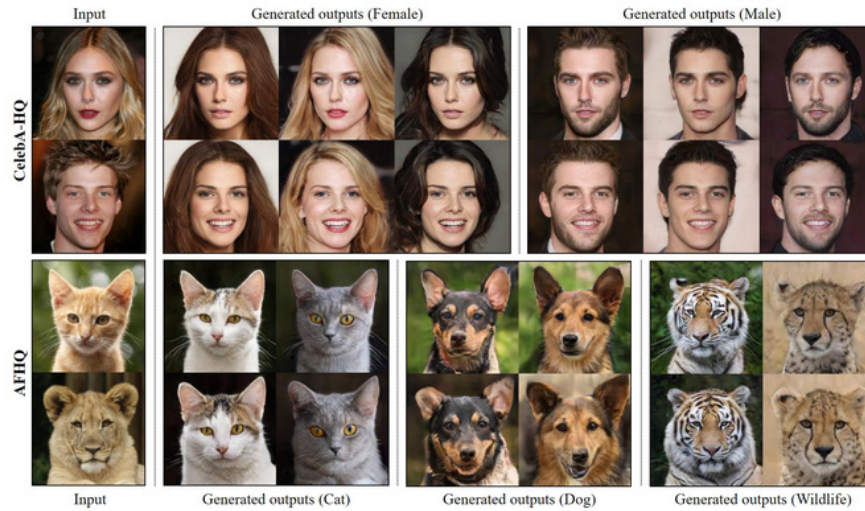 Input
Generated outputs (Female)
Generated outputs (Male)
CelebA-HQ
AFHQ
Input
Generated outputs (Cat)
Generated outputs (Dog)
Generated outputs (Wildlife)